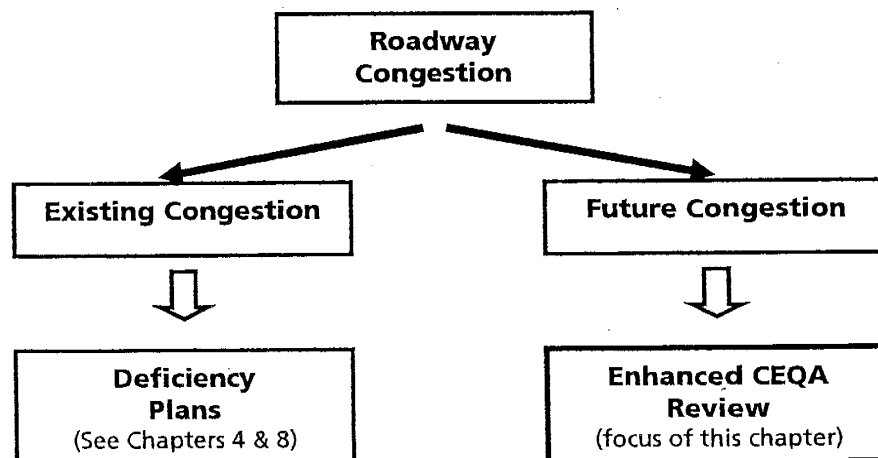 Roadway
Congestion
Existing Congestion
Future Congestion
Deficiency
Plans
(See Chapters 4 & 8)
Enhanced CEQA
Review
(focus of this chapter)